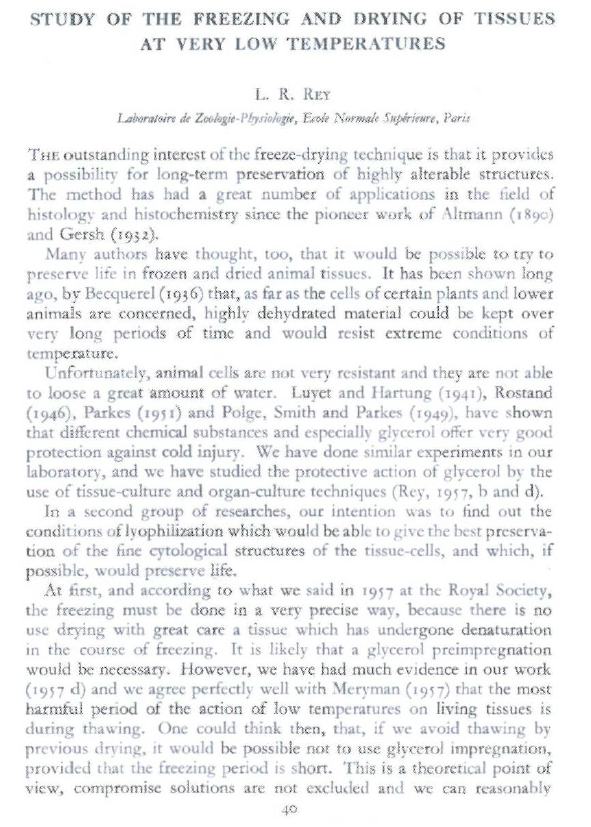 STUDY OF THE FREEZING AND DRYING OF TISSUES
AT VERY LOW TEMPERATURES
L. R. REY
Laboratoire de Zoologie-Physiologie, Ecole Normale Supérieure, Paris
THE outstanding interest of the freeze-drying technique is that it provides
a possibility for long-term preservation of highly alterable structures.
The method has had a great number of applications in the field of
histology and histochemistry since the pioneer work of Altmann (1890)
and Gersh (1932).
Many authors have thought, too, that it would be possible to try to
preserve life in frozen and dried animal tissues. It has been shown long
ago, by Becquerel (1936) that, as far as the cells of certain plants and lower
animals are concerned, highly dehydrated material could be kept over
very long periods of time and would resist extreme conditions of
temperature.
Unfortunately, animal cells are not very resistant and they are not able
to loose a great amount of water. Luyet and Hartung (1941), Rostand
(1946), Parkes (1951) and Polge, Smith and Parkes (1949), have shown
that different chemical substances and especially glycerol offer very good
protection against cold injury. We have done similar experiments in our
laboratory, and we have studied the protective action of glycerol by the
use of tissue-culture and organ-culture techniques (Rey, 1957, b and d).
In a second group of researches, our intention was to find out the
conditions of lyophilization which would be able to give the best preserva-
tion of the fine cytological structures of the tissue-cells, and which, if
possible, would preserve life.
At first, and according to what we said in 1957 at the Royal Society,
the freezing must be done in a very precise way, because there is no
use drying with great care a tissue which has undergone denaturation
in the course of freezing. It is likely that a glycerol preimpregnation
would be necessary. However, we have had much evidence in our work
(1957 d) and we agree perfectly well with Meryman (1957) that the most
harmful period of the action of low temperatures on living tissues is
during thawing. One could think then, that, if we avoid thawing by
previous drying, it would be possible not to use glycerol impregnation,
provided that the freezing period is short. This is a theoretical point of
view, compromise solutions are not excluded and we can reasonably
40